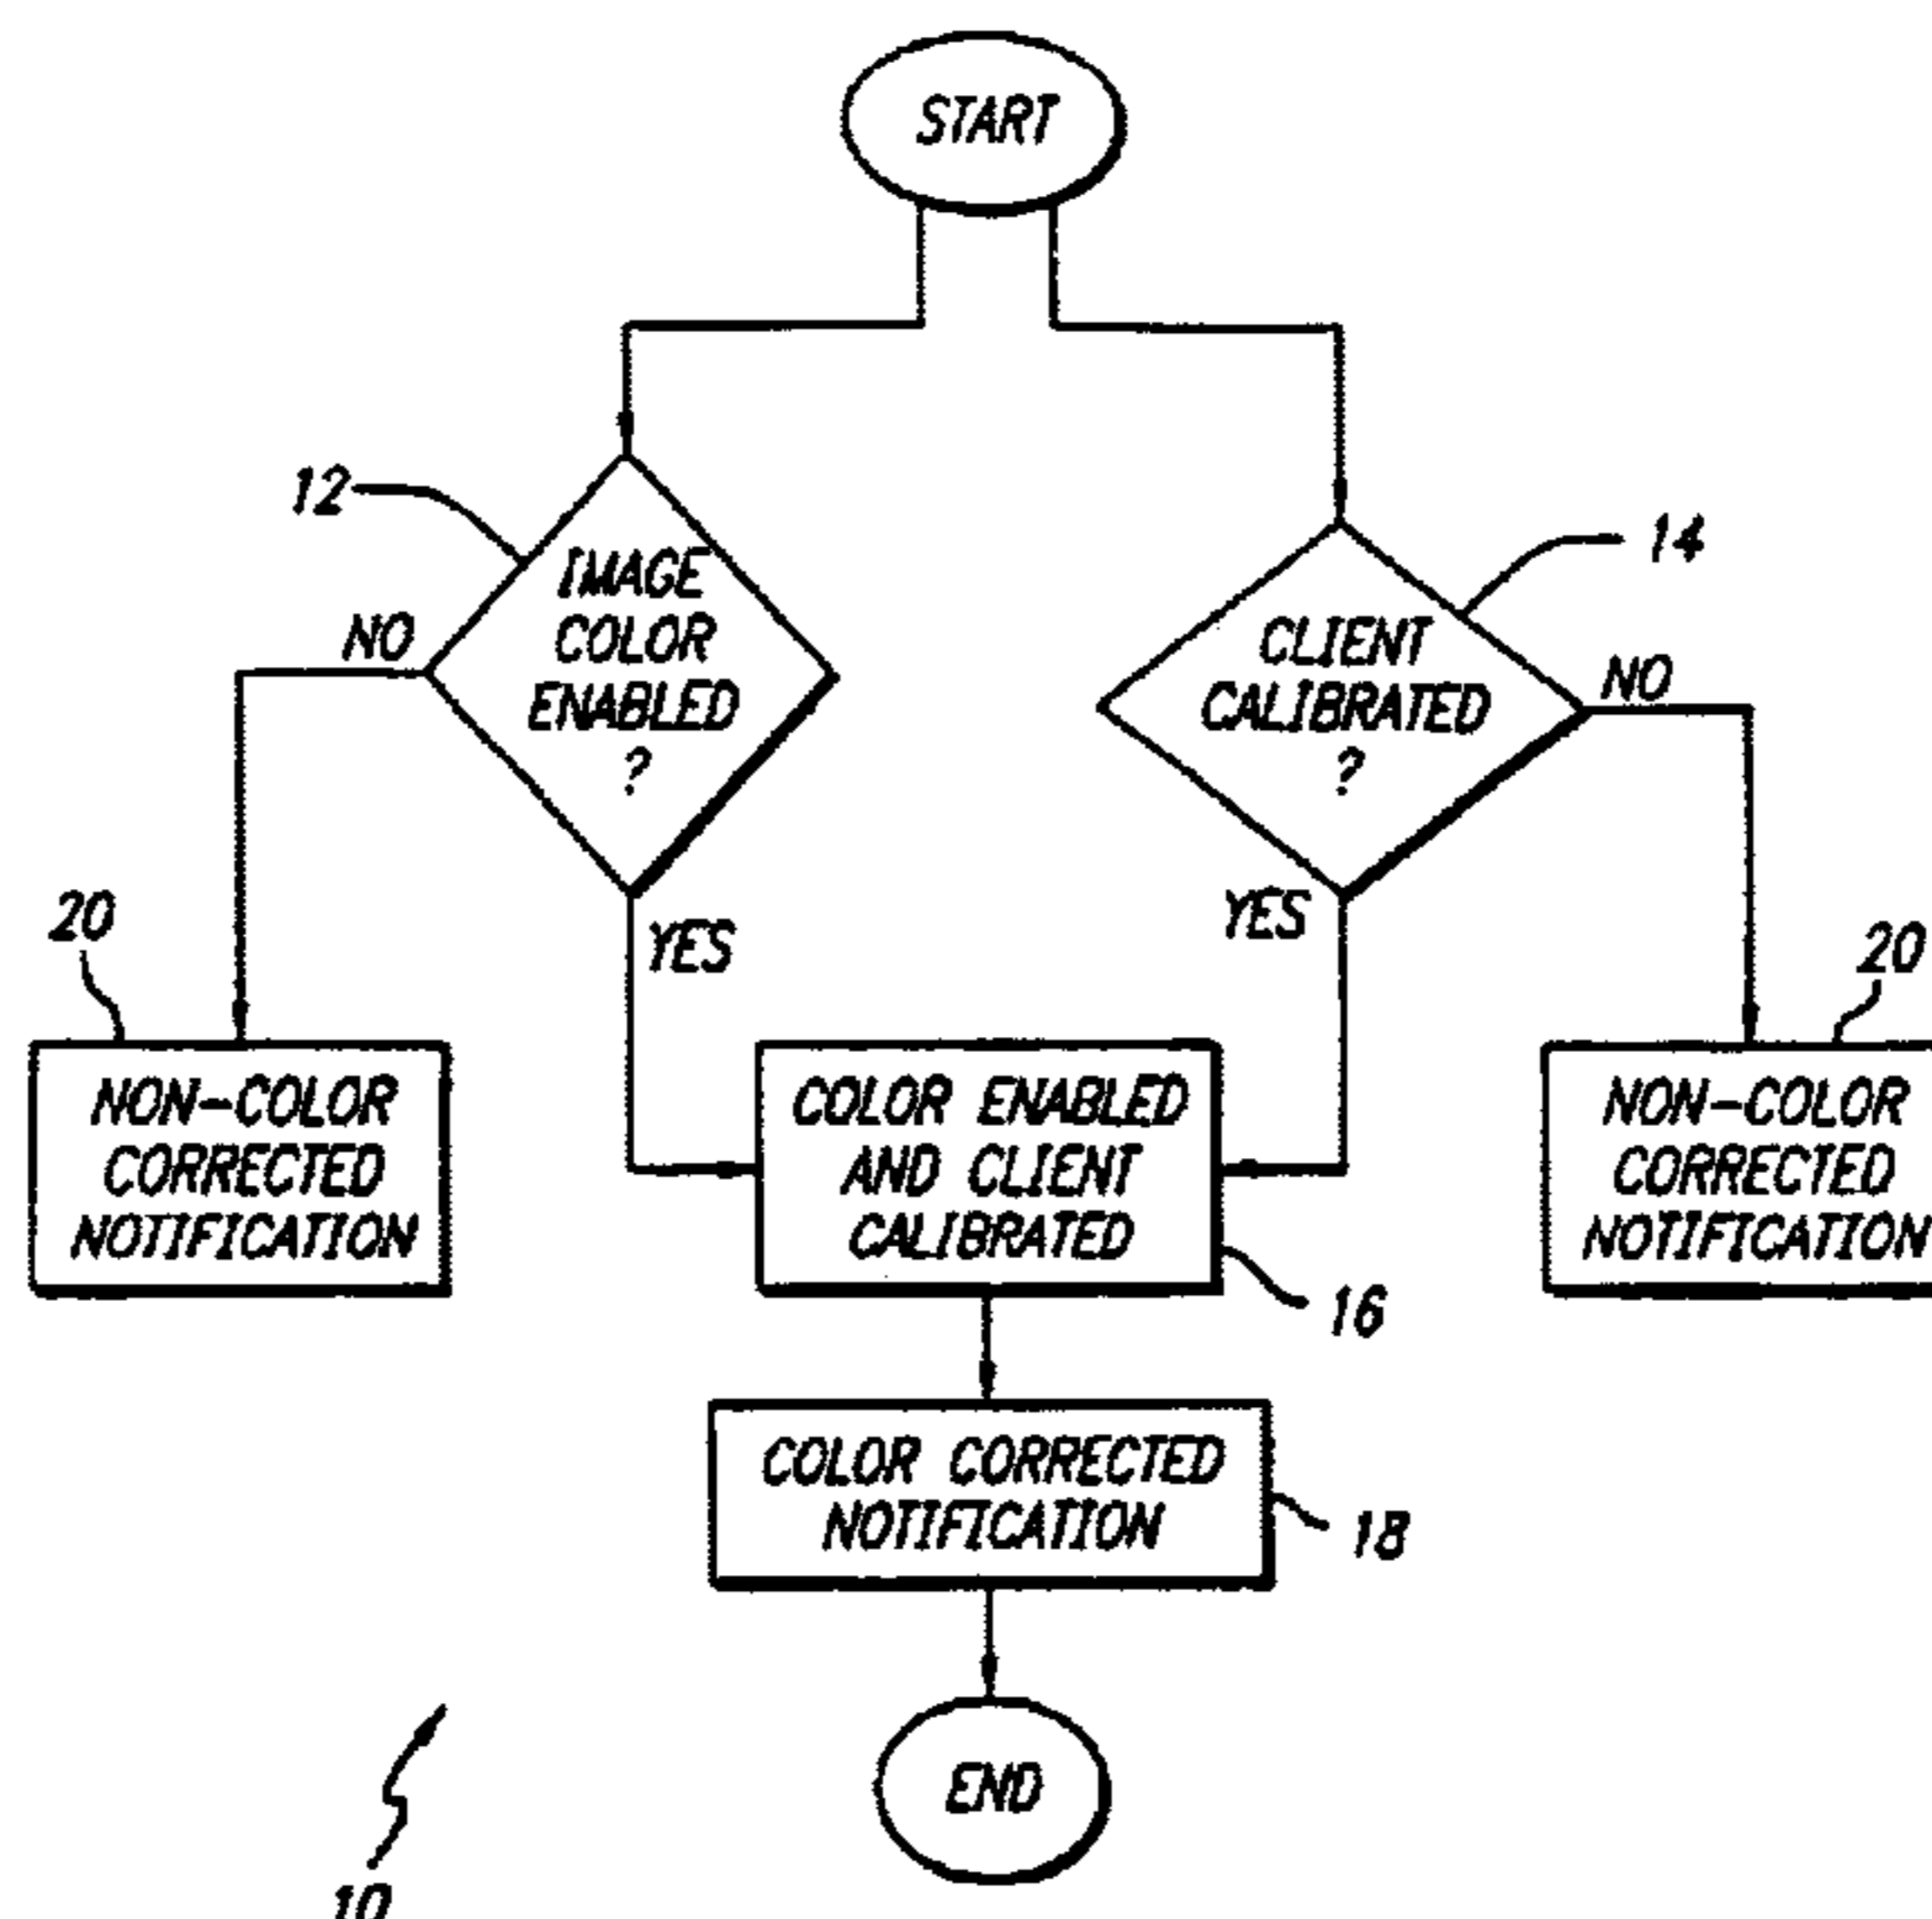 START
12
IMAGE
COLOR
ENABLED
?
NO
YES
14
CLIENT
CALIBRATED
?
NO
YES
20
NON-COLOR
CORRECTED
NOTIFICATION
COLOR ENABLED
AND CLIENT
CALIBRATED
16
20
NON-COLOR
CORRECTED
NOTIFICATION
COLOR CORRECTED
NOTIFICATION
18
END
10